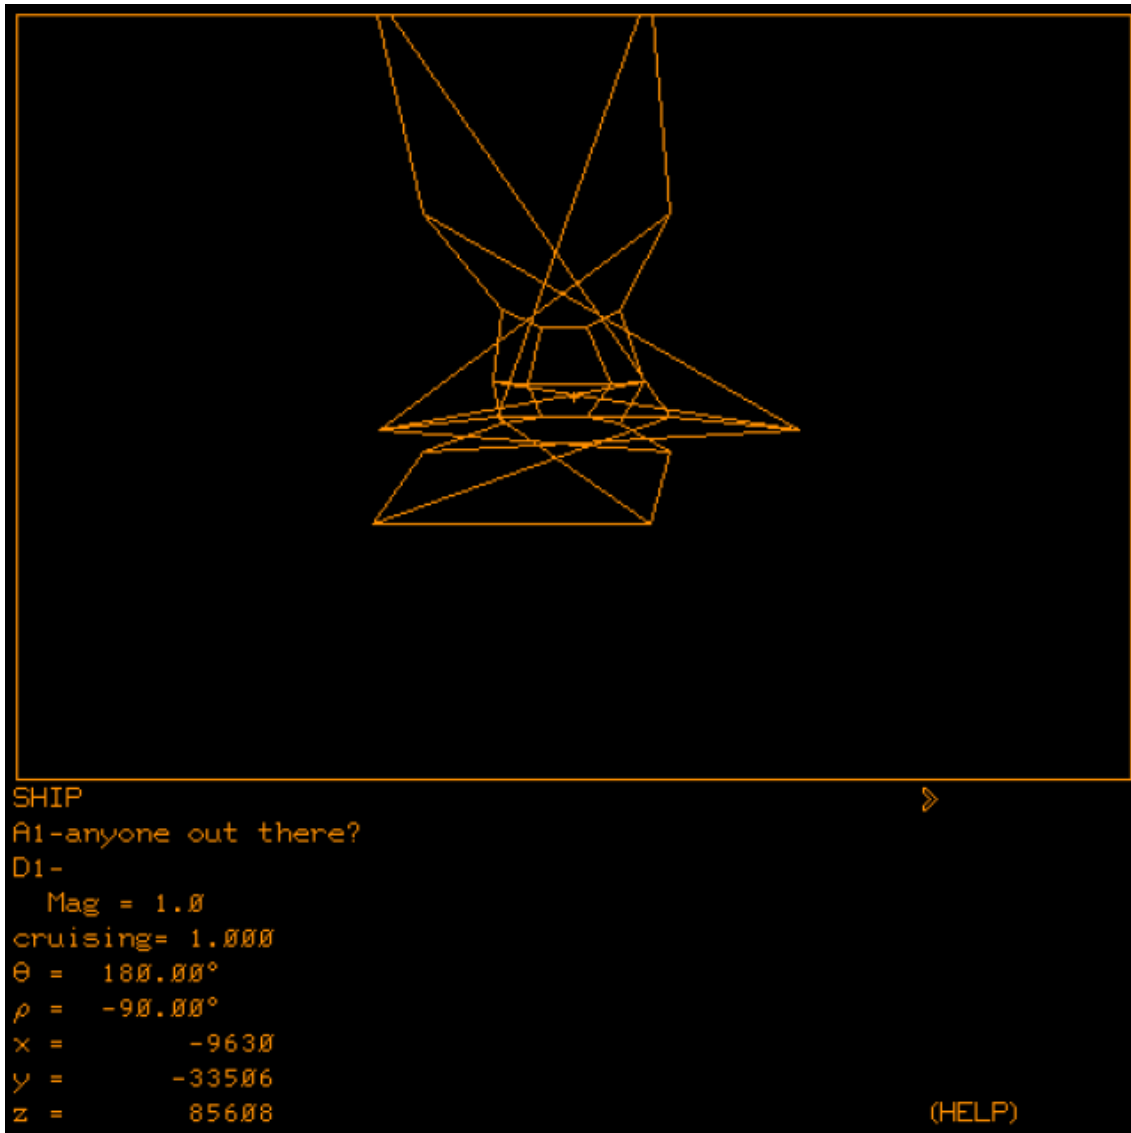 SHIP >
A1-anyone out there?
D1-
Mag = 1.0
cruising= 1.000
θ = 180.00°
ρ = -90.00°
x = -9630
y = -33506
z = 85608 (HELP)